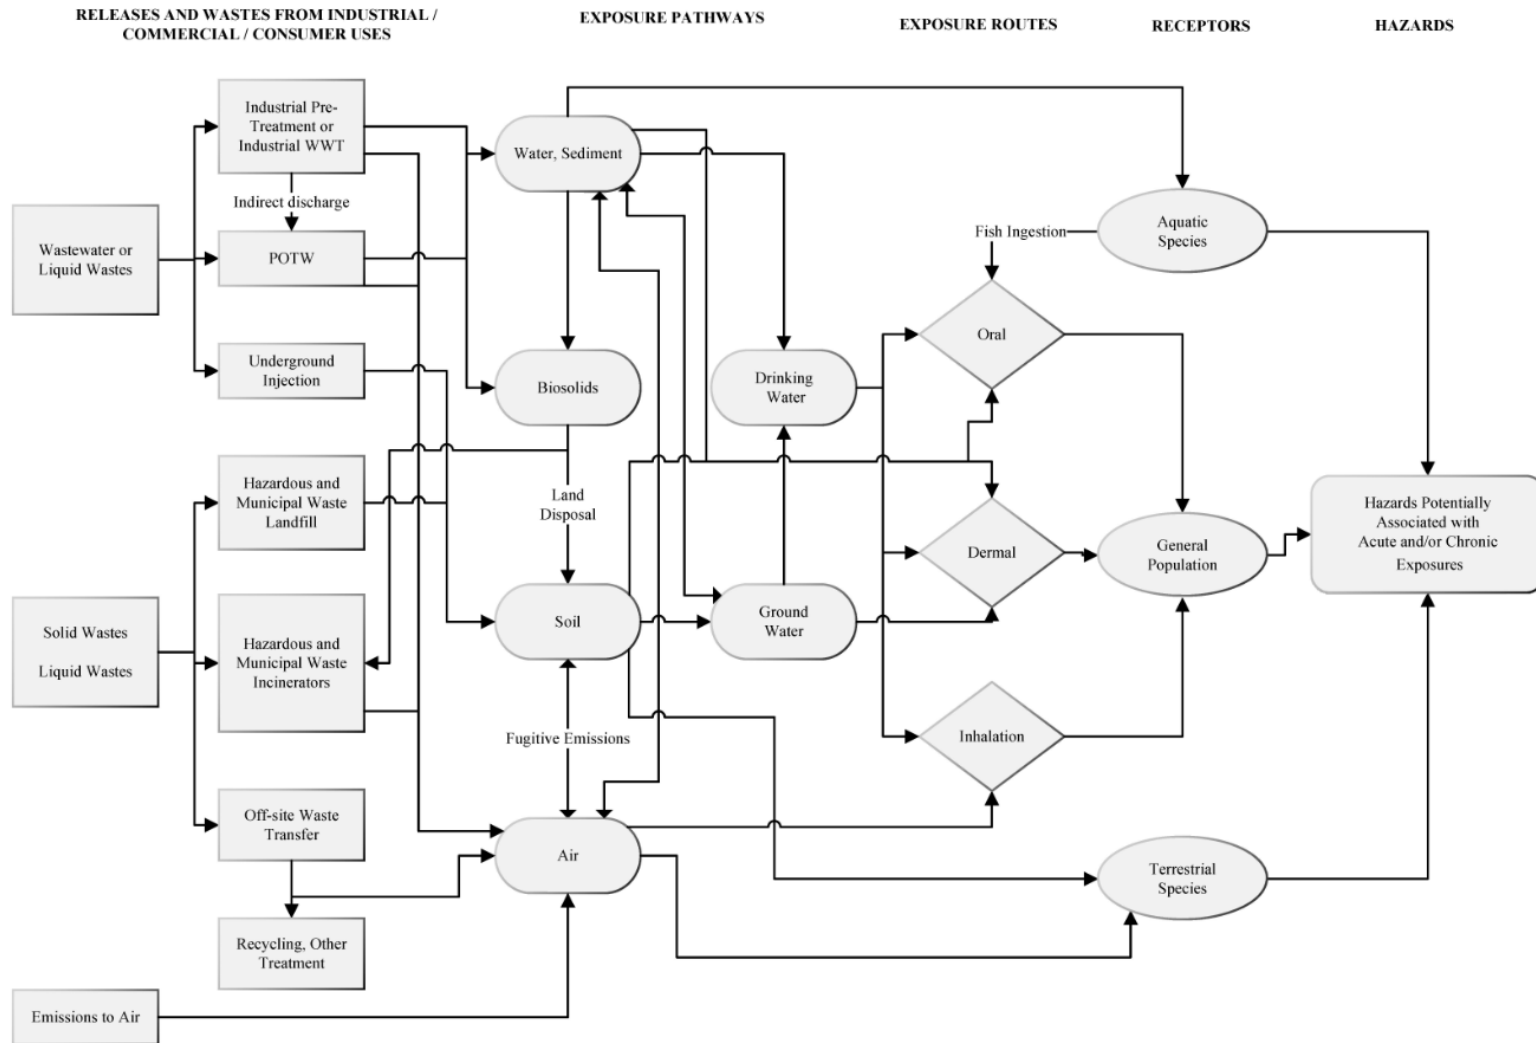 RELEASES AND WASTES FROM INDUSTRIAL /
COMMERCIAL / CONSUMER USES
EXPOSURE PATHWAYS
EXPOSURE ROUTES
RECEPTORS
HAZARDS
Industrial Pre-
Treatment or
Industrial WWT
Indirect discharge
POTW
Wastewater or
Liquid Wastes
Underground
Injection
Hazardous and
Municipal Waste
Landfill
Solid Wastes
Liquid Wastes
Hazardous and
Municipal Waste
Incinerators
Off-site Waste
Transfer
Recycling, Other
Treatment
Emissions to Air
Water, Sediment
Biosolids
Land
Disposal
Soil
Fugitive Emissions
Air
Drinking
Water
Ground
Water
Fish Ingestion
Oral
Dermal
Inhalation
Aquatic
Species
General
Population
Terrestrial
Species
Hazards Potentially
Associated with
Acute and/or Chronic
Exposures